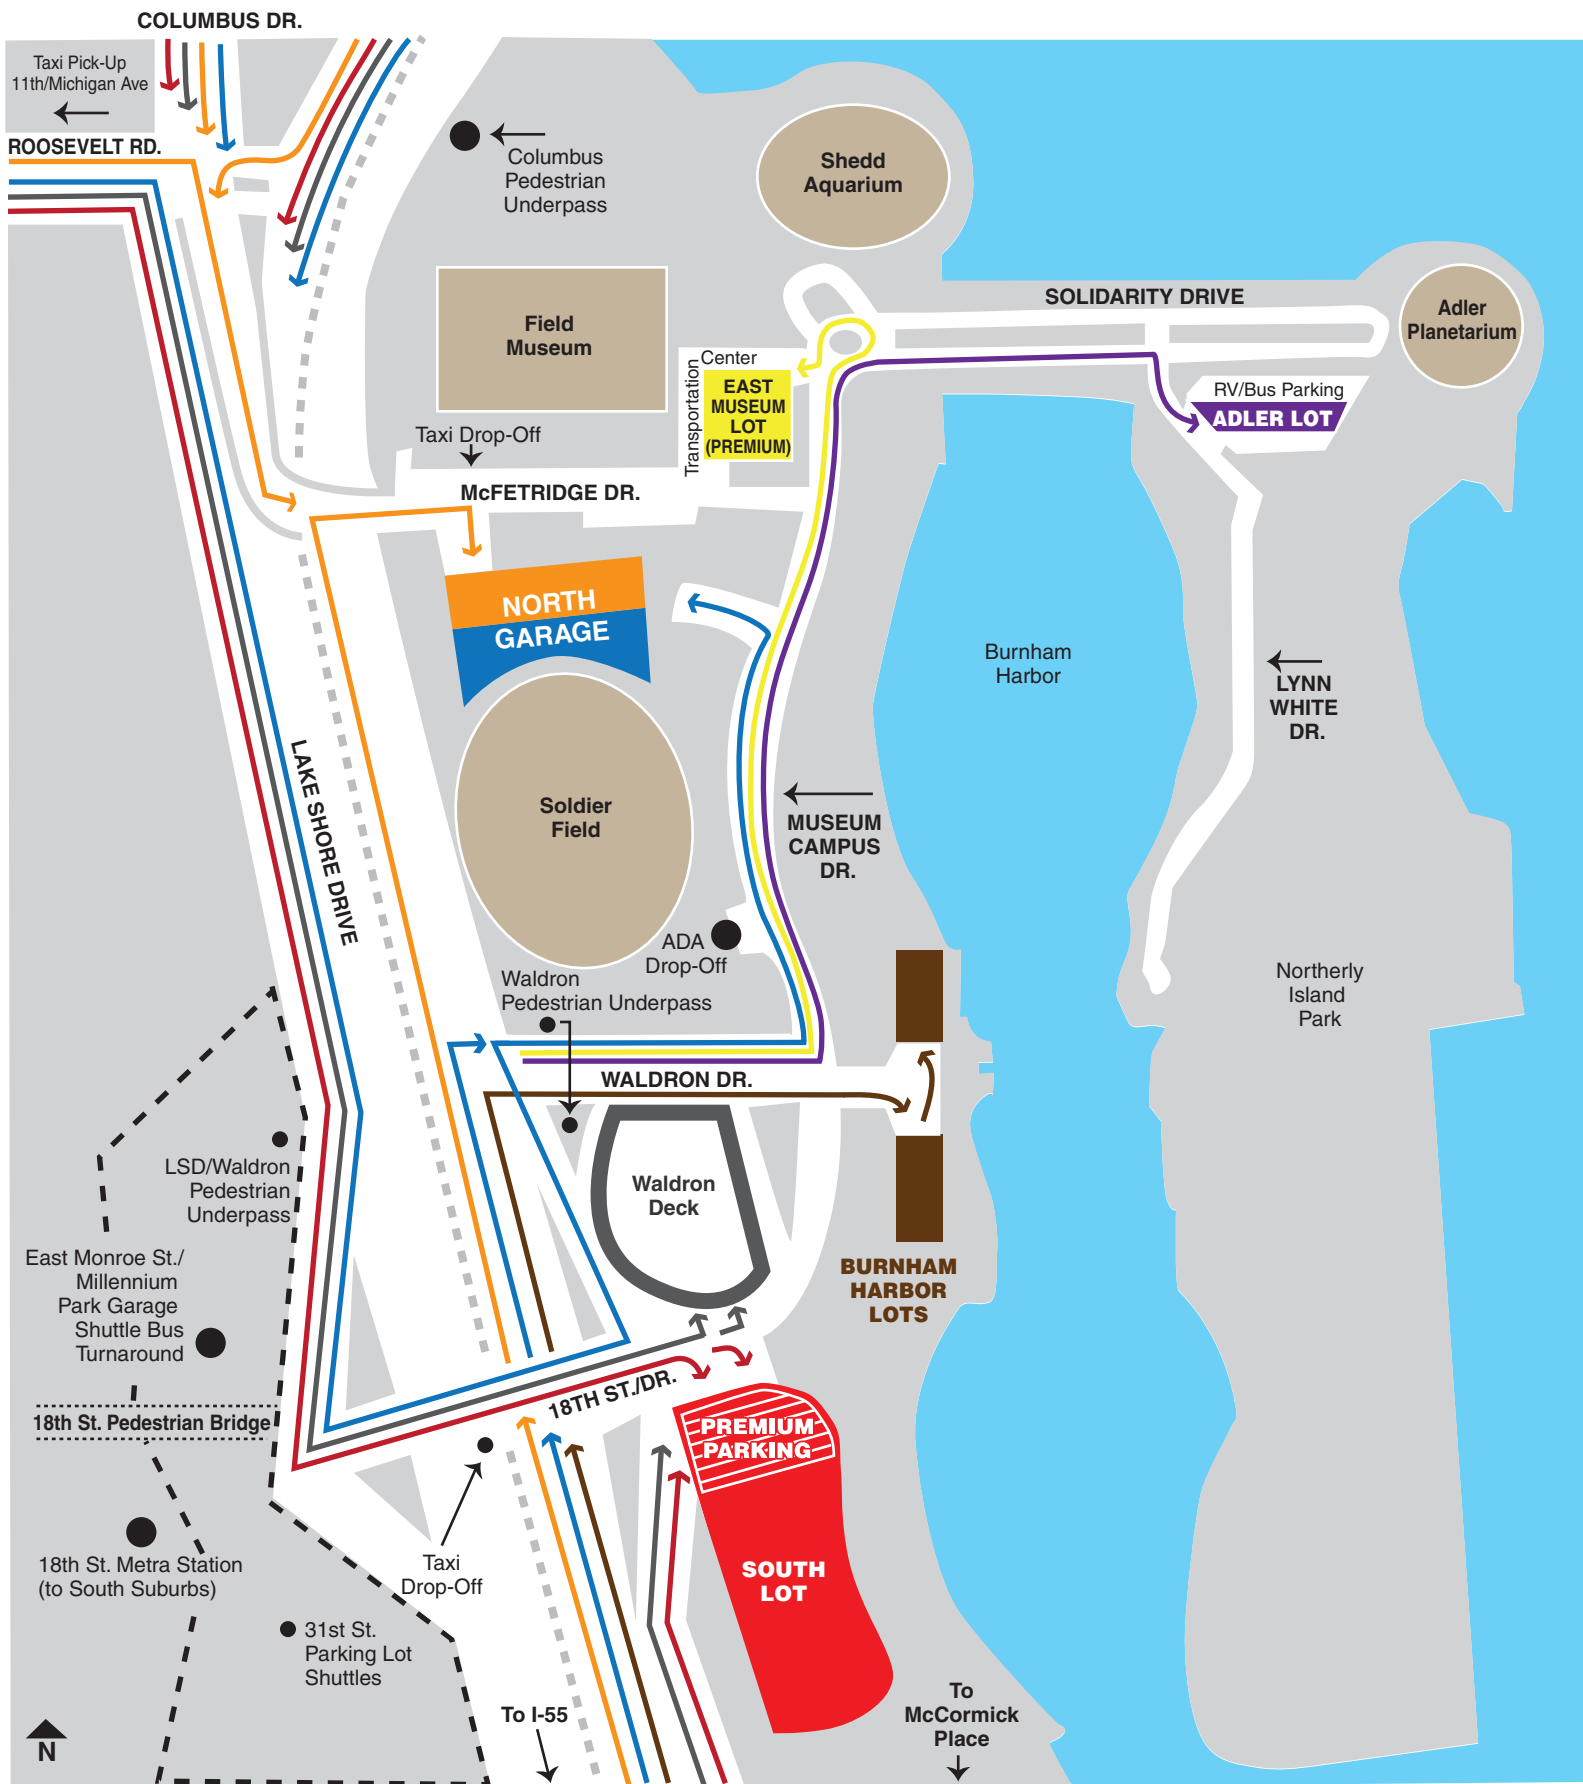 COLUMBUS DR.
Taxi Pick-Up
11th/Michigan Ave
ROOSEVELT RD.
Columbus
Pedestrian
Underpass
Shedd
Aquarium
SOLIDARITY DRIVE
Adler
Planetarium
Field
Museum
Transportation
Center
EAST
MUSEUM
LOT
(PREMIUM)
RV/Bus Parking
ADLER LOT
Taxi Drop-Off
McFETRIDGE DR.
NORTH
GARAGE
Burnham
Harbor
LYNN
WHITE
DR.
LAKE SHORE DRIVE
Soldier
Field
MUSEUM
CAMPUS
DR.
ADA
Drop-Off
Waldron
Pedestrian Underpass
Northerly
Island
Park
WALDRON DR.
LSD/Waldron
Pedestrian
Underpass
Waldron
Deck
East Monroe St./
Millennium
Park Garage
Shuttle Bus
Turnaround
BURNHAM
HARBOR
LOTS
18TH ST./DR.
18th St. Pedestrian Bridge
PREMIUM
PARKING
18th St. Metra Station
(to South Suburbs)
Taxi
Drop-Off
SOUTH
LOT
31st St.
Parking Lot
Shuttles
To I-55
To
McCormick
Place
N